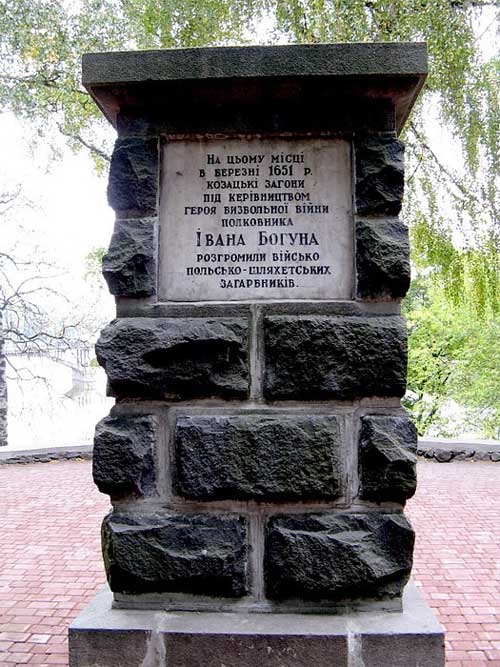 На цьому місці
в березні 1651 р.
козацькі загони
під керівництвом
героя визвольної війни
полковника
Івана Богуна
розгромили військо
польсько-шляхетських
загарбників.